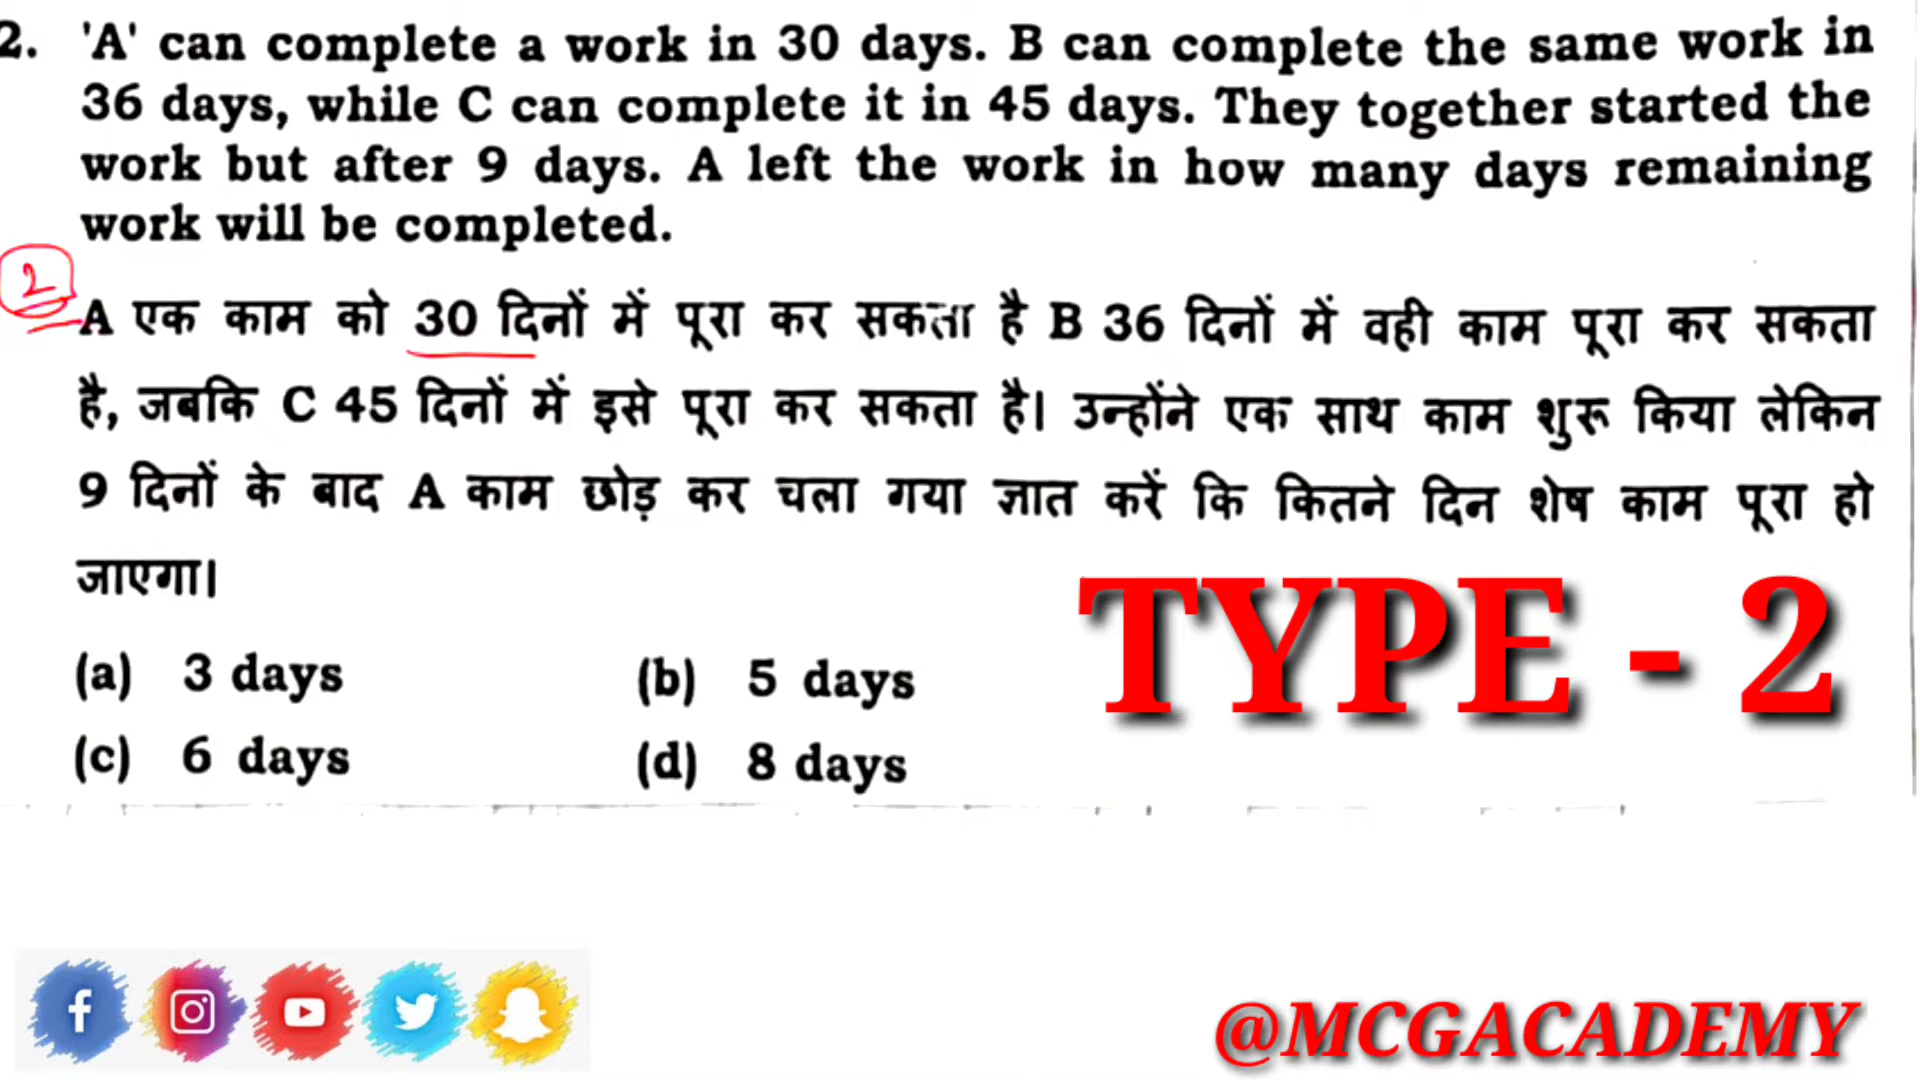 2. 'A' can complete a work in 30 days. B can complete the same work in
36 days, while C can complete it in 45 days. They together started the
work but after 9 days. A left the work in how many days remaining
work will be completed.
2
A एक काम को 30 दिनों में पूरा कर सकता है B 36 दिनों में वही काम पूरा कर सकता
है, जबकि C 45 दिनों में इसे पूरा कर सकता है। उन्होंने एक साथ काम शुरू किया लेकिन
9 दिनों के बाद A काम छोड़ कर चला गया ज्ञात करें कि कितने दिन शेष काम पूरा हो
जाएगा।
TYPE - 2
(a) 3 days (b) 5 days
(c) 6 days (d) 8 days
@MCGACADEMY